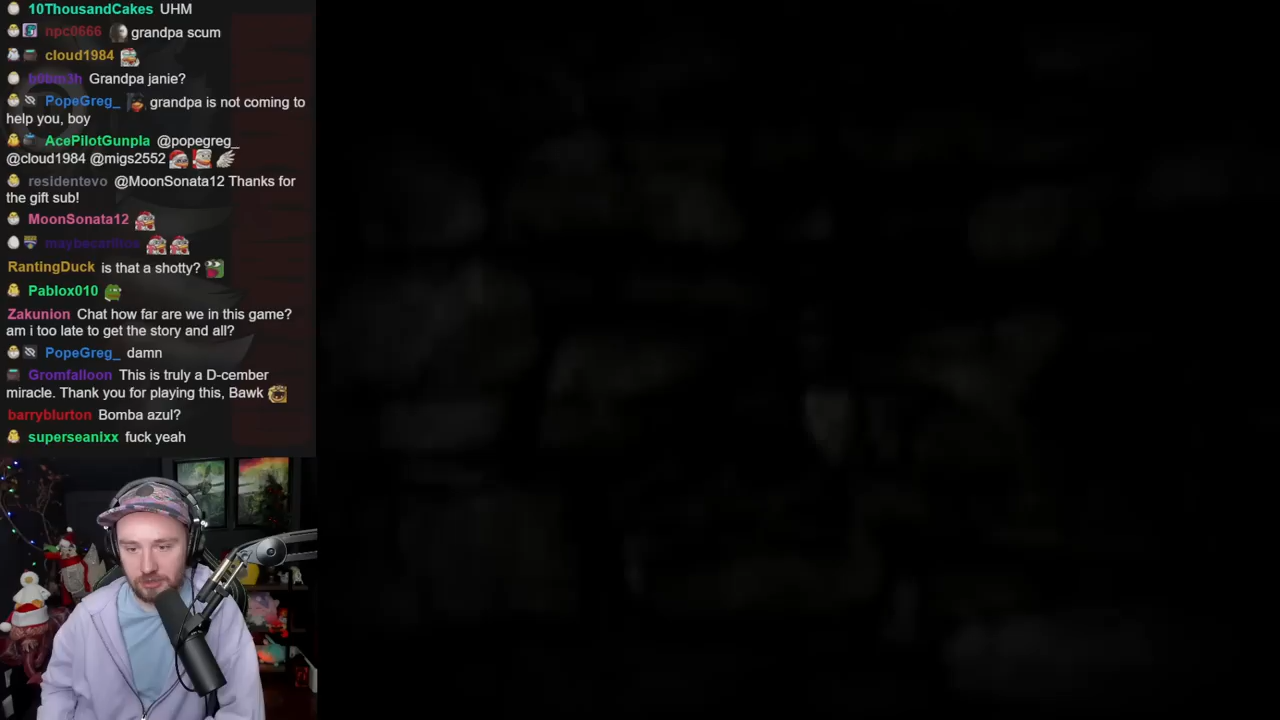 10ThousandCakes UHM
npc0666 grandpa scum
cloud1984
b0bm3h Grandpa janie?
PopeGreg_ grandpa is not coming to
help you, boy
AcePilotGunpla @popegreg_
@cloud1984 @migs2552
residentevo @MoonSonata12 Thanks for
the gift sub!
MoonSonata12
RantingDuck is that a shotty?
Pablox010
Zakunion Chat how far are we in this game?
am i too late to get the story and all?
PopeGreg_ damn
Gromfalloon This is truly a D-cember
miracle. Thank you for playing this, Bawk
barryblurton Bomba azul?
superseanixx fuck yeah